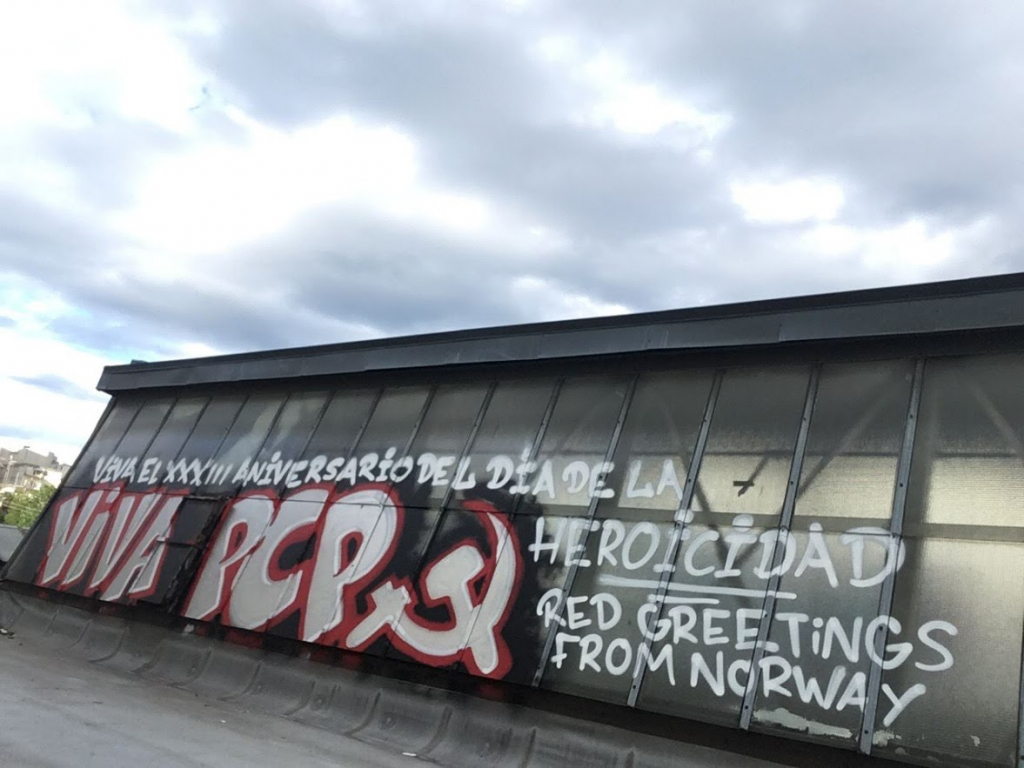 ViVA EL XXXIII ANiVERSARiO DEL DÍA DE LA
ViVA PCP
HEROiCiDAD
RED GREETiNGS
FROM NORWAY